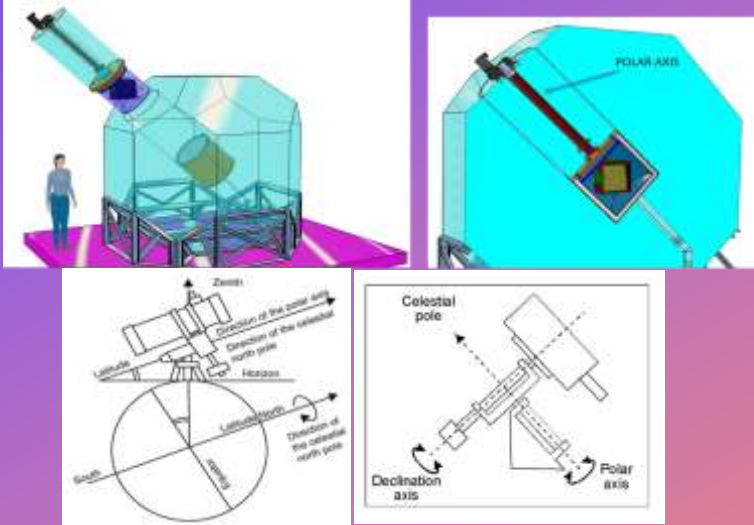 POLAR AXIS
Zenith
Direction of the polar axis
Direction of the celestial
north pole
Latitude
Horizon
Latitude North
Direction of
the celestial
north pole
South
Equator
Celestial
pole
Declination
axis
Polar
axis